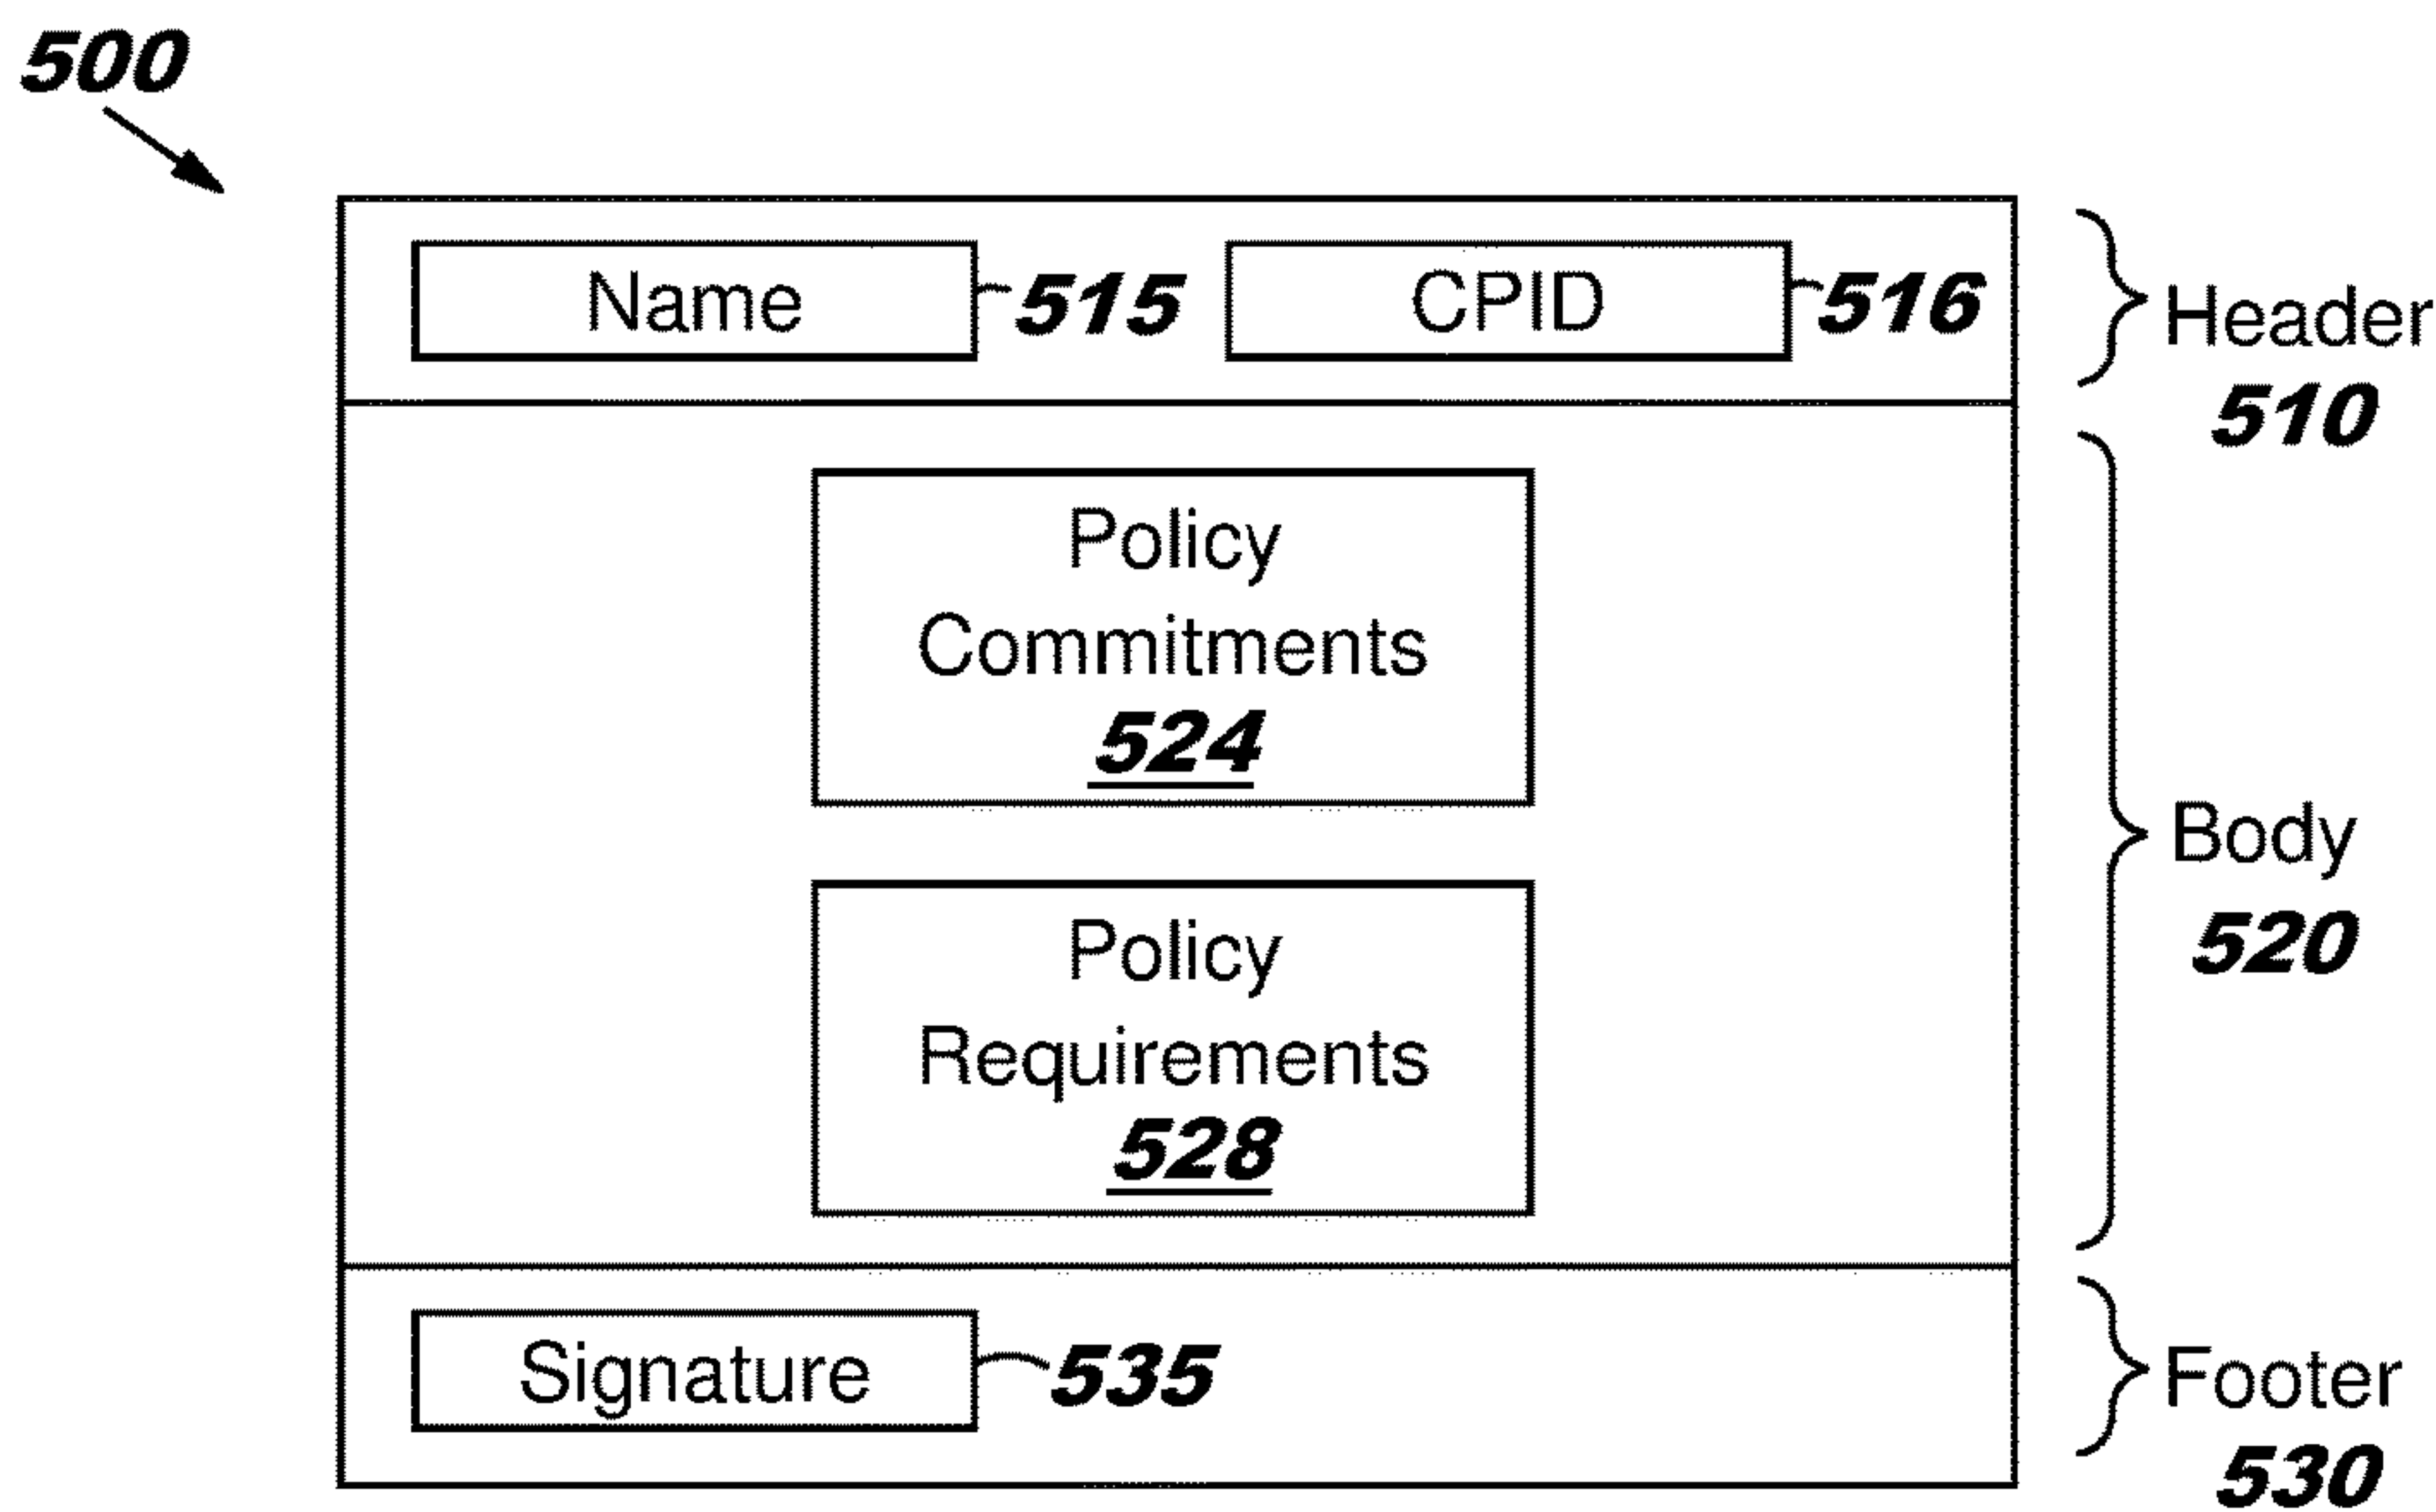 500
Name 515 CPID 516
Header
510
Policy
Commitments
524
Body
520
Policy
Requirements
528
Signature 535
Footer
530